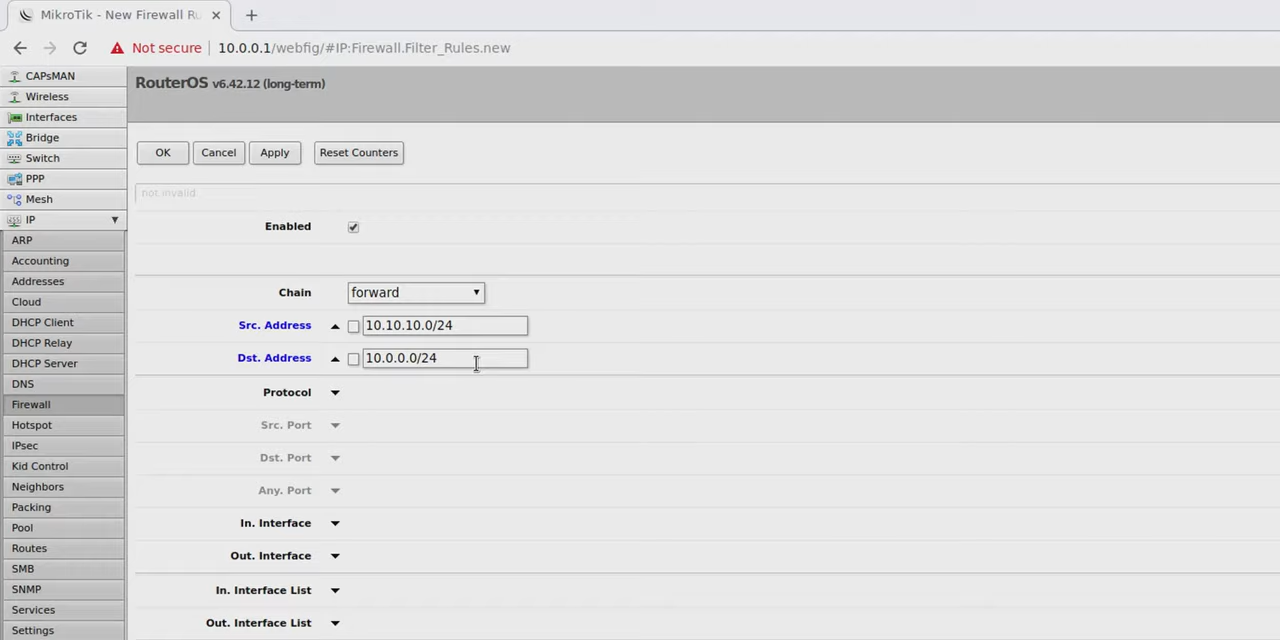 MikroTik - New Firewall Ru
Not secure 10.0.0.1/webfig/#IP:Firewall.Filter_Rules.new
CAPsMAN
Wireless
Interfaces
Bridge
Switch
PPP
Mesh
IP
ARP
Accounting
Addresses
Cloud
DHCP Client
DHCP Relay
DHCP Server
DNS
Firewall
Hotspot
IPsec
Kid Control
Neighbors
Packing
Pool
Routes
SMB
SNMP
Services
Settings
RouterOS v6.42.12 (long-term)
OK Cancel Apply Reset Counters
not invalid
Enabled
Chain forward
Src. Address 10.10.10.0/24
Dst. Address 10.0.0.0/24
Protocol
Src. Port
Dst. Port
Any. Port
In. Interface
Out. Interface
In. Interface List
Out. Interface List